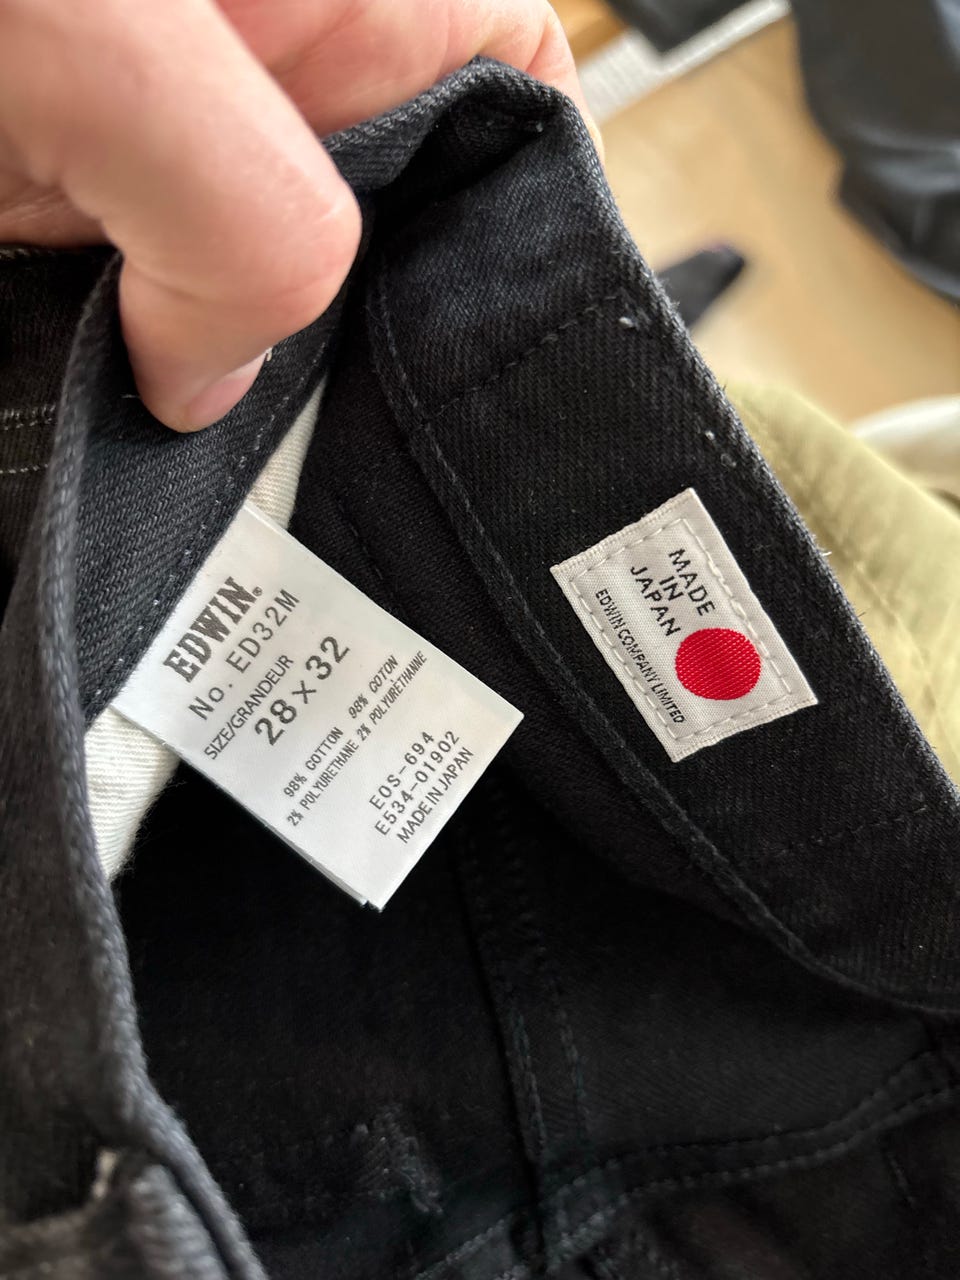 EDWIN®
No. ED32M
SIZE/GRANDEUR
28×32
98% COTTON 98% COTON
2% POLYURETHANE 2% POLYURÉTHANNE
EOS-694
E534-01902
MADE IN JAPAN
MADE
IN
JAPAN
EDWIN COMPANY LIMITED